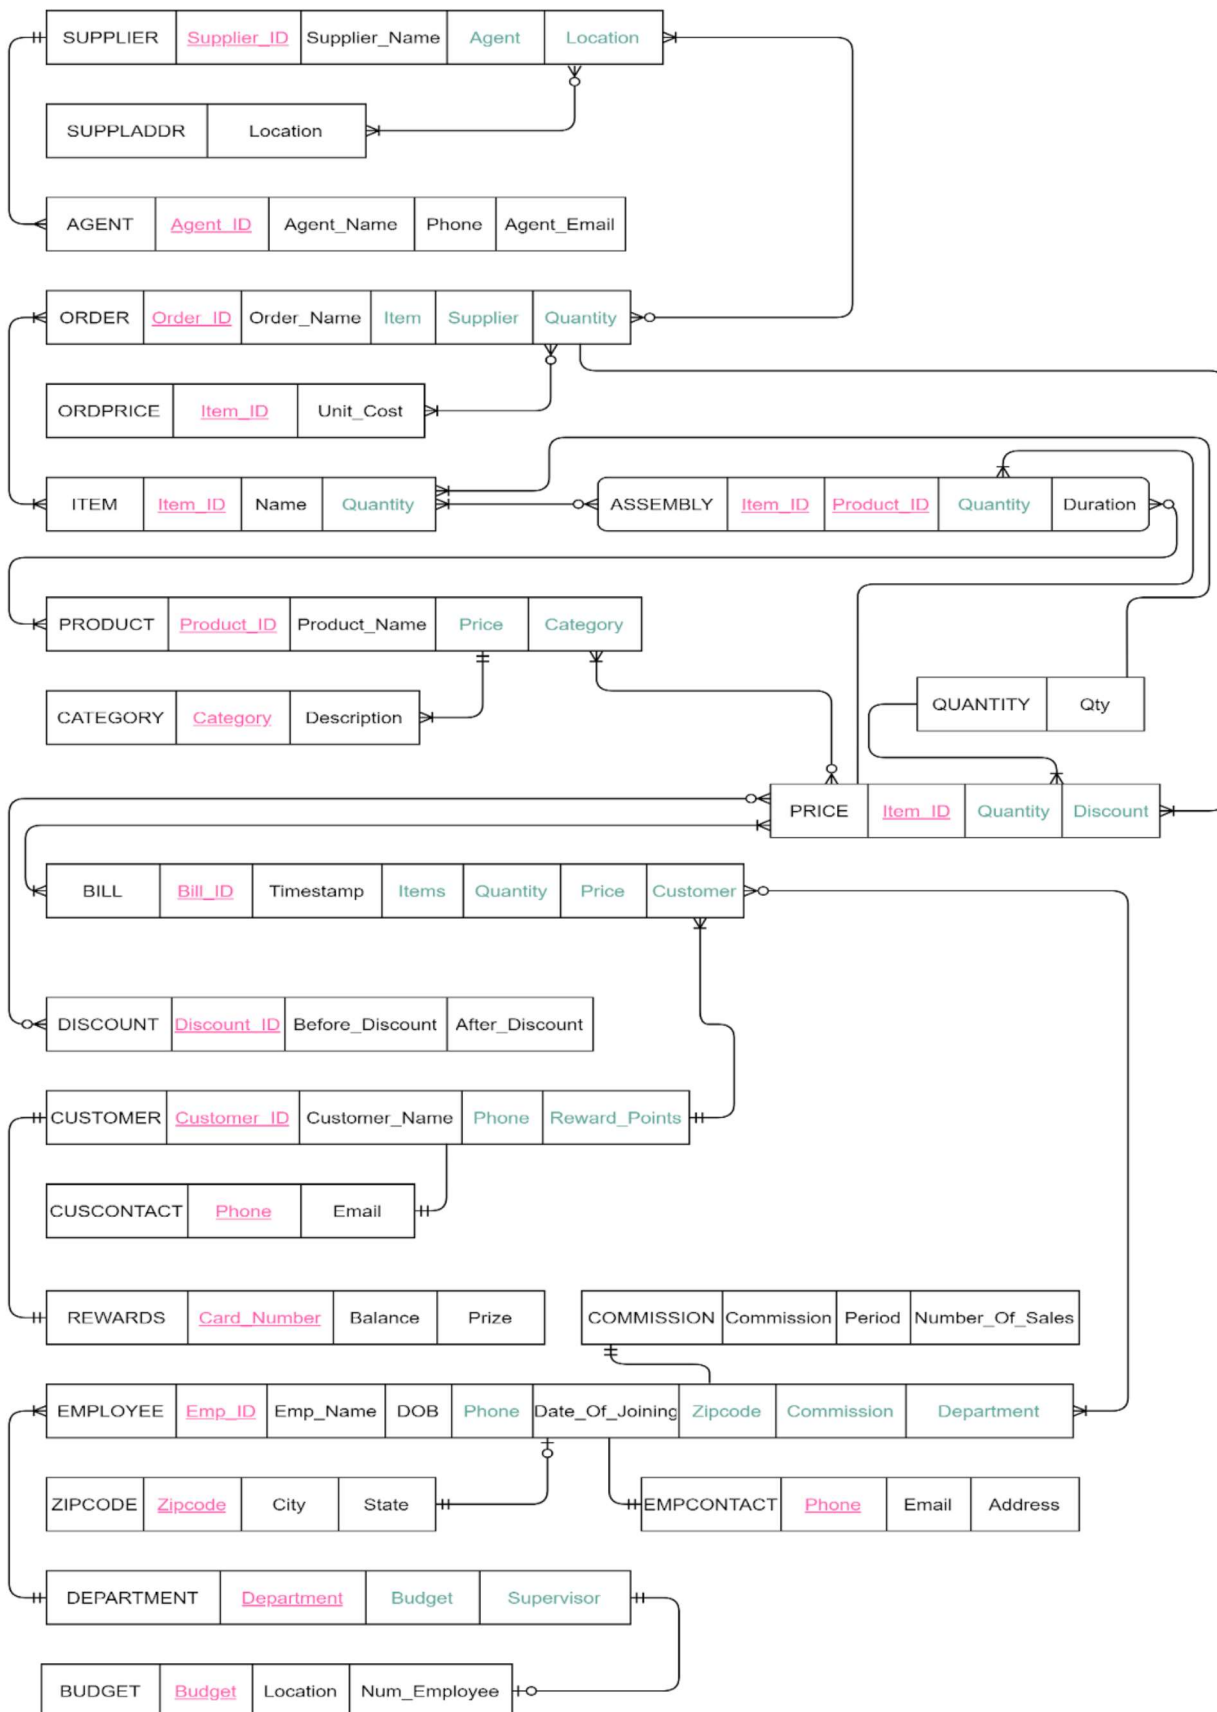 SUPPLIER Supplier_ID Supplier_Name Agent Location
SUPPLADDR Location
AGENT Agent_ID Agent_Name Phone Agent_Email
ORDER Order_ID Order_Name Item Supplier Quantity
ORDPRICE Item_ID Unit_Cost
ITEM Item_ID Name Quantity
ASSEMBLY Item_ID Product_ID Quantity Duration
PRODUCT Product_ID Product_Name Price Category
CATEGORY Category Description
QUANTITY Qty
PRICE Item_ID Quantity Discount
BILL Bill_ID Timestamp Items Quantity Price Customer
DISCOUNT Discount_ID Before_Discount After_Discount
CUSTOMER Customer_ID Customer_Name Phone Reward_Points
CUSCONTACT Phone Email
REWARDS Card_Number Balance Prize
COMMISSION Commission Period Number_Of_Sales
EMPLOYEE Emp_ID Emp_Name DOB Phone Date_Of_Joining Zipcode Commission Department
ZIPCODE Zipcode City State
EMPCONTACT Phone Email Address
DEPARTMENT Department Budget Supervisor
BUDGET Budget Location Num_Employee